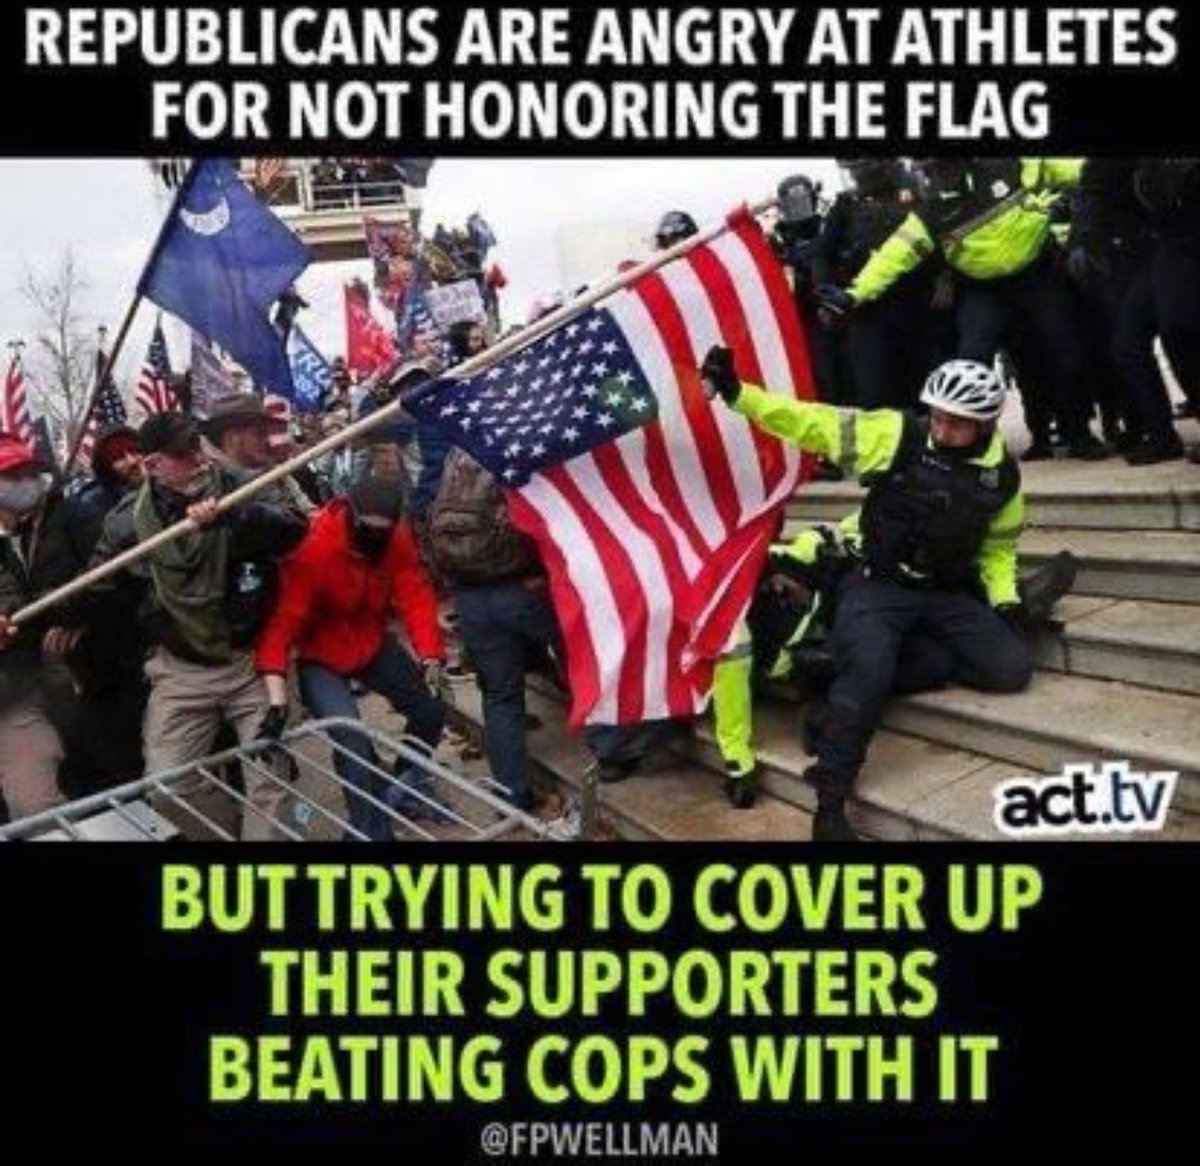 REPUBLICANS ARE ANGRY AT ATHLETES
FOR NOT HONORING THE FLAG
act.tv
BUT TRYING TO COVER UP
THEIR SUPPORTERS
BEATING COPS WITH IT
@FPWELLMAN